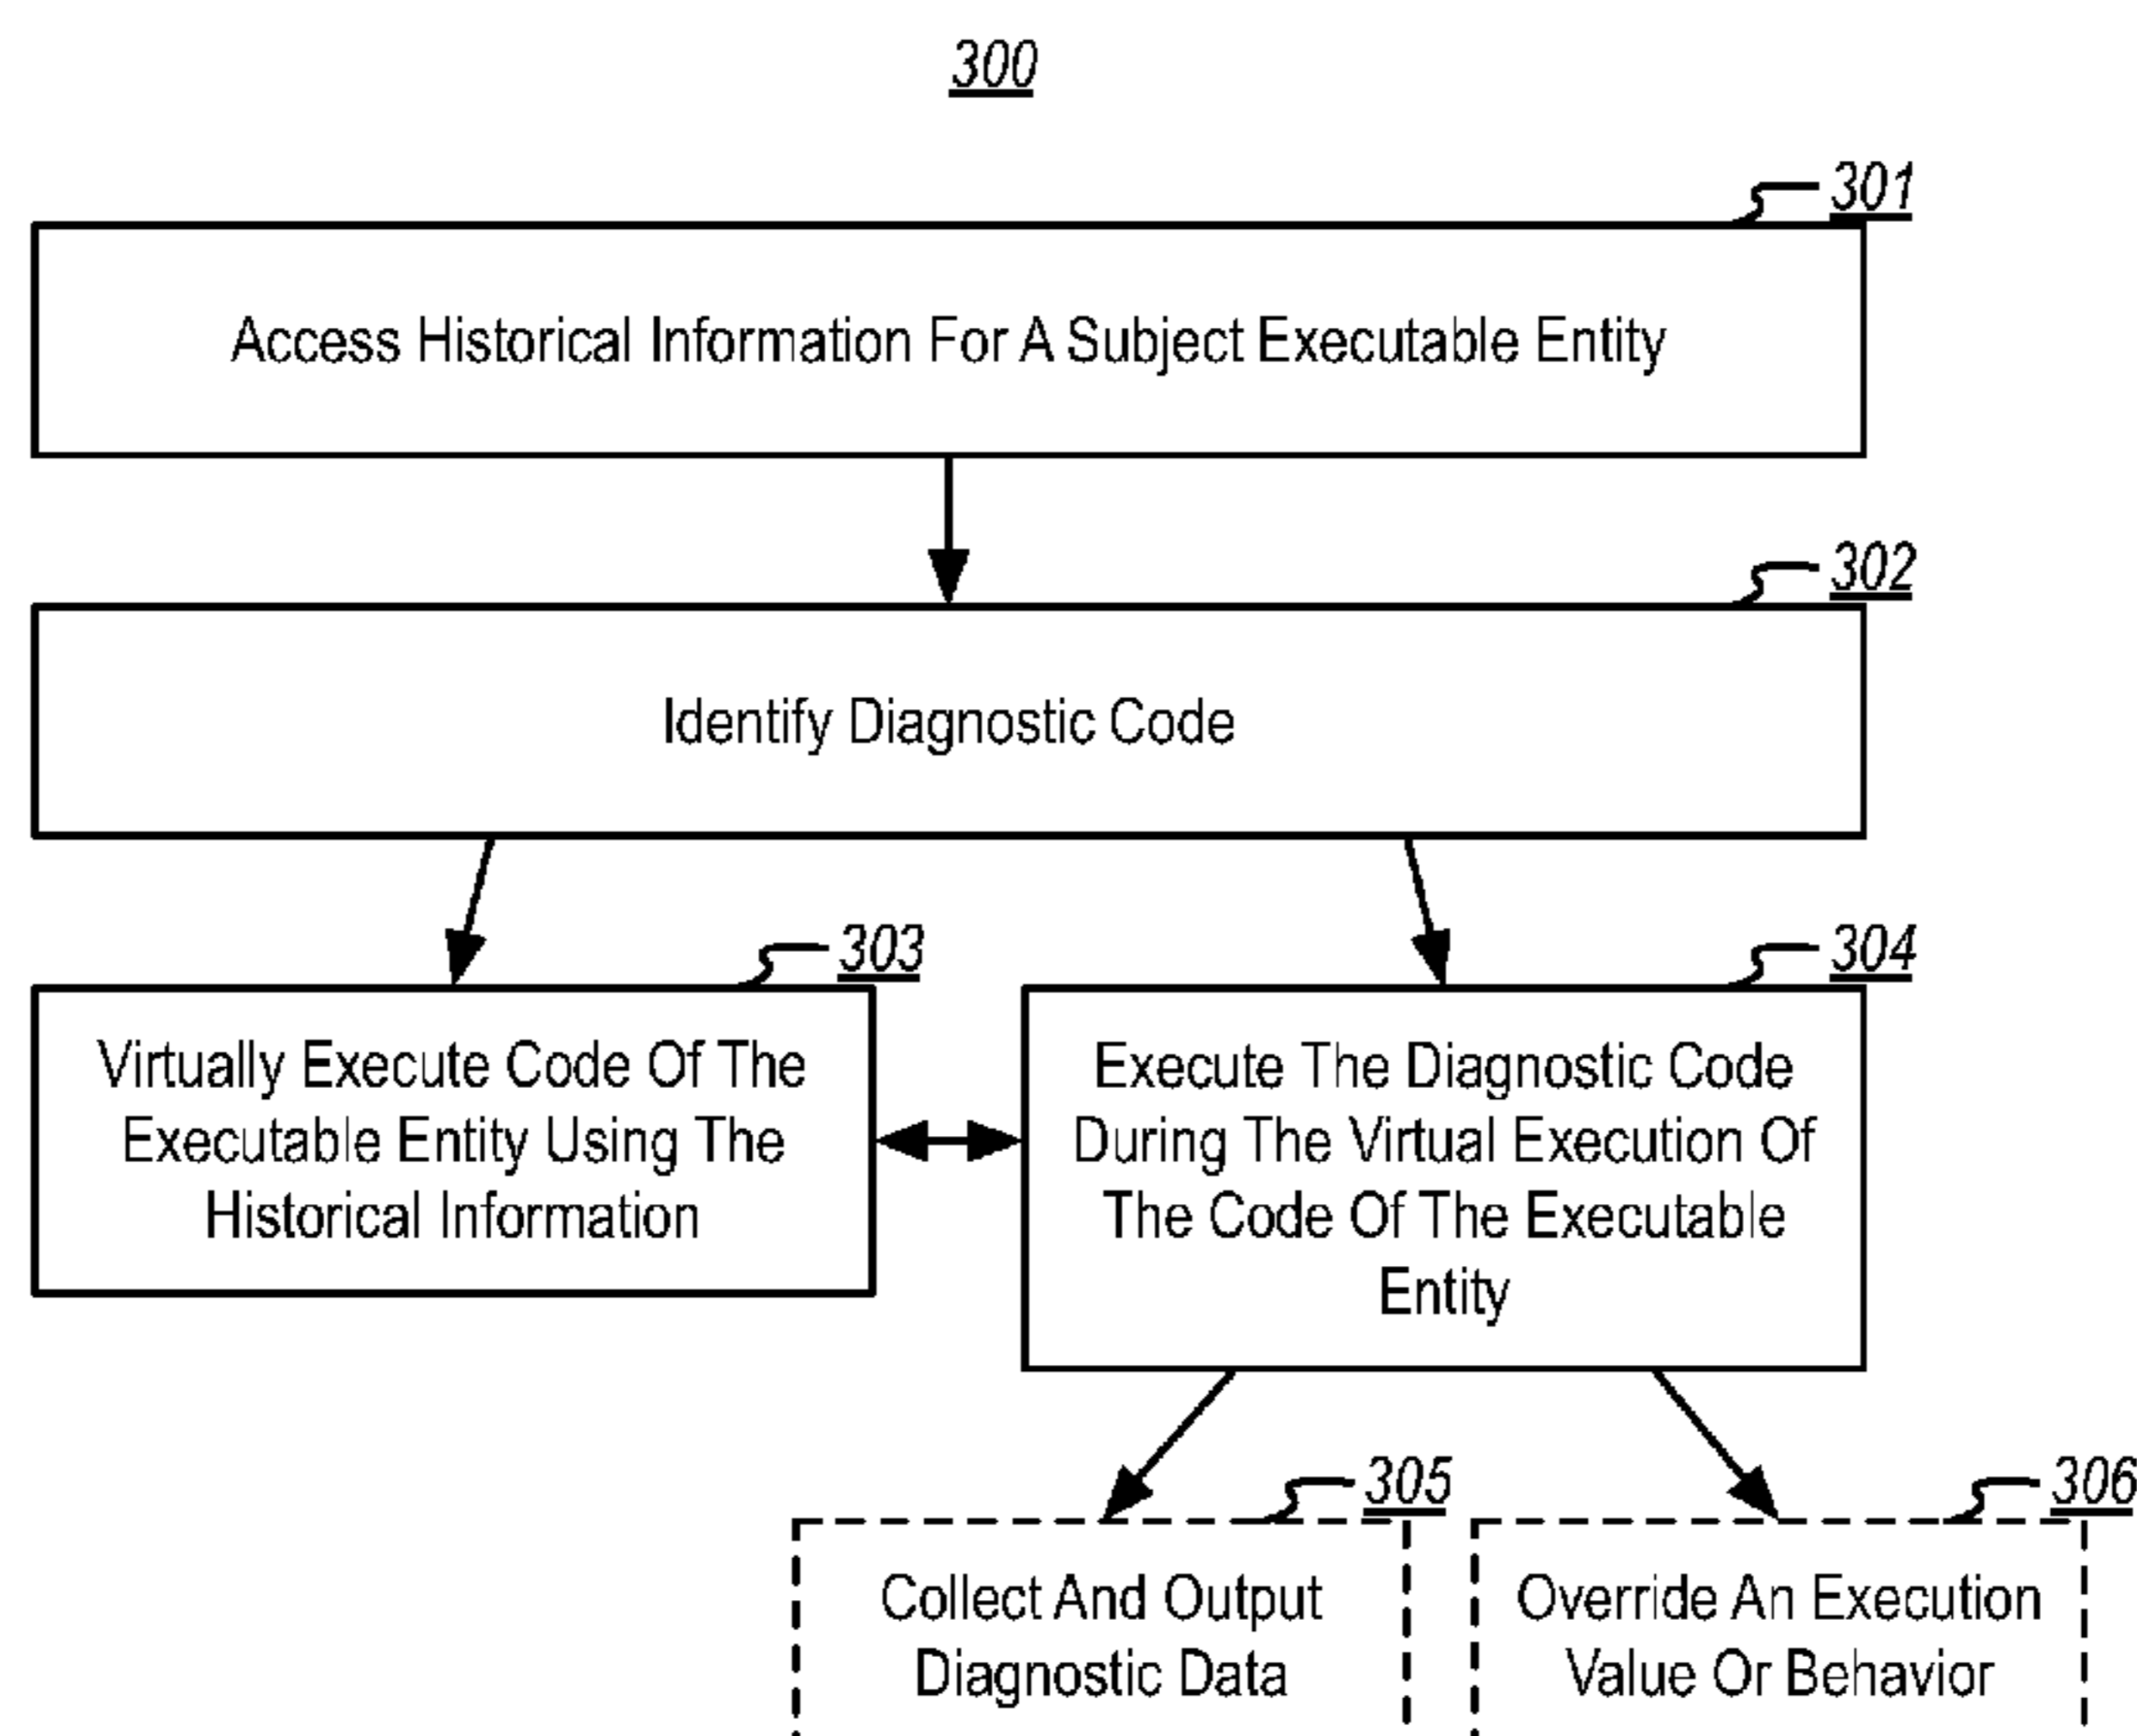 300
301
Access Historical Information For A Subject Executable Entity
302
Identify Diagnostic Code
303
Virtually Execute Code Of The
Executable Entity Using The
Historical Information
304
Execute The Diagnostic Code
During The Virtual Execution Of
The Code Of The Executable
Entity
305
Collect And Output
Diagnostic Data
306
Override An Execution
Value Or Behavior